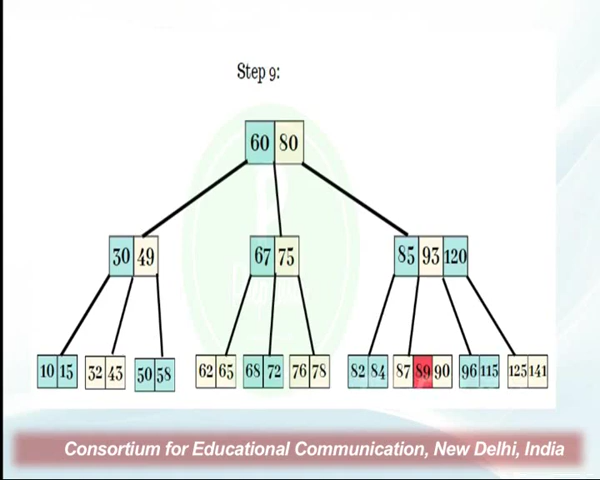 Step 9:
60 80
30 49 67 75 85 93 120
10 15 32 43 50 58 62 65 68 72 76 78 82 84 87 89 90 96 115 125 141
Consortium for Educational Communication, New Delhi, India